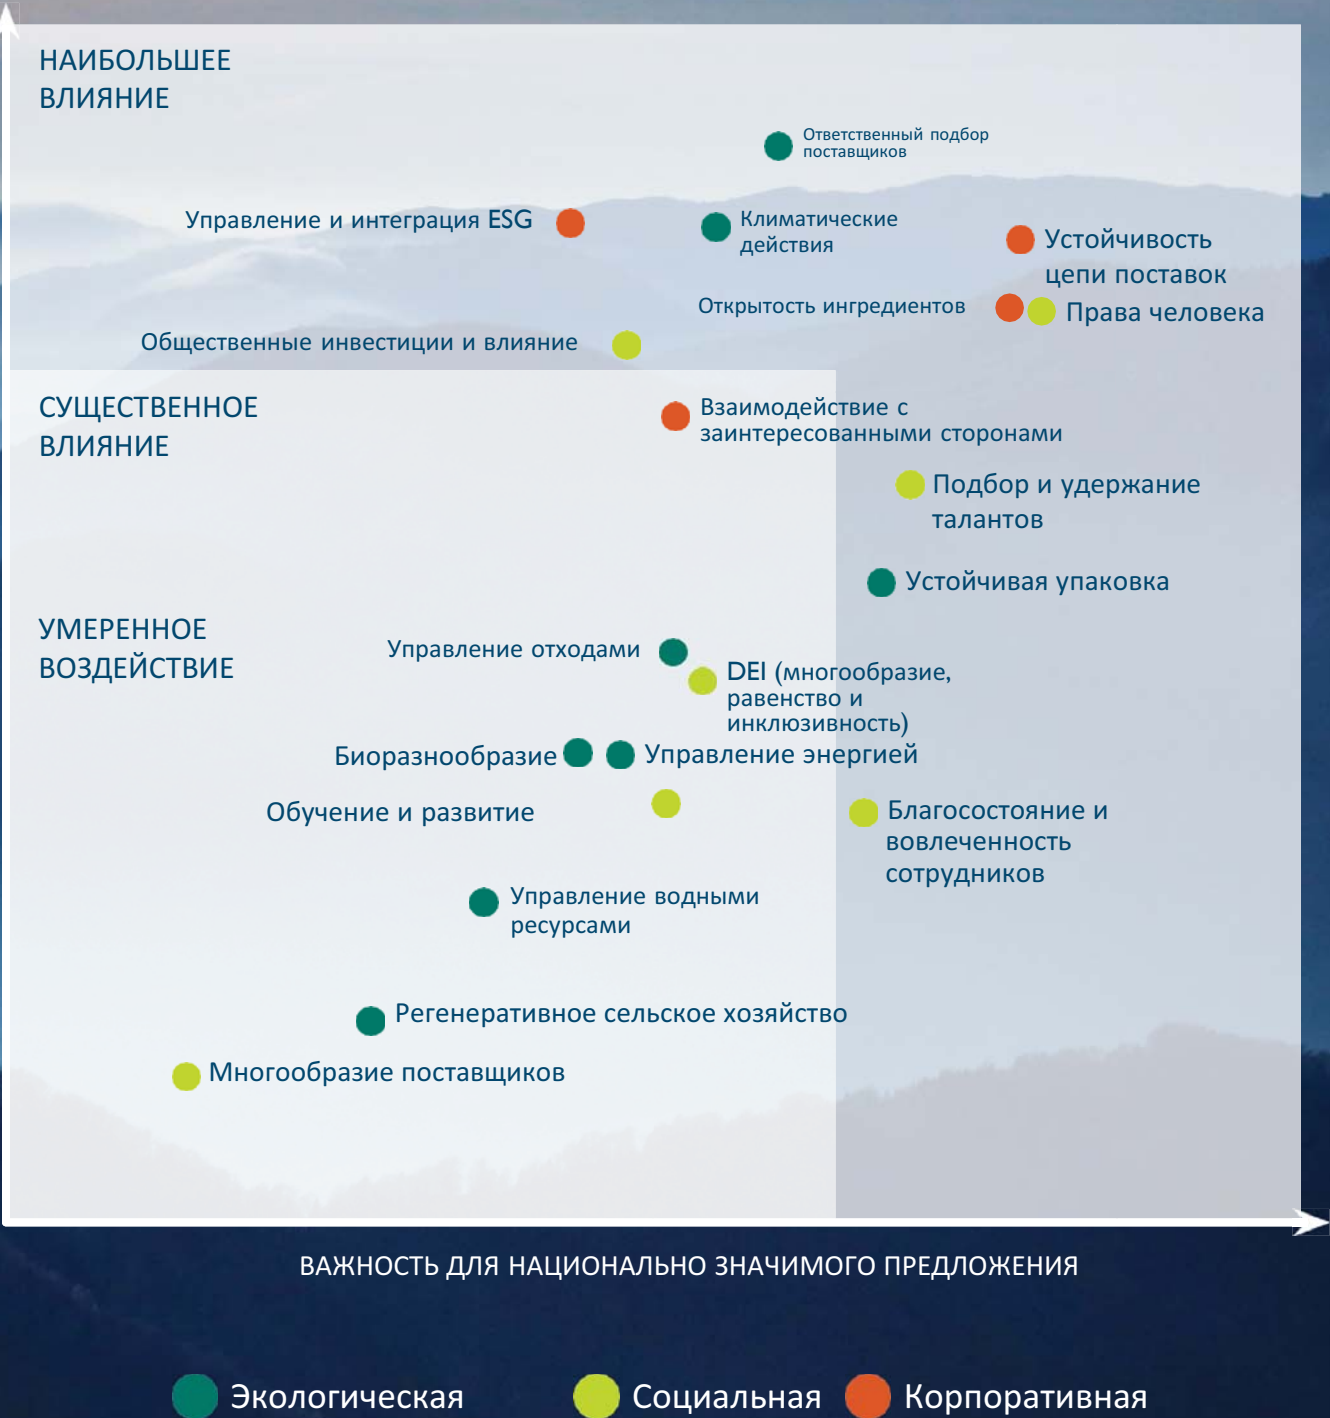 НАИБОЛЬШЕЕ
ВЛИЯНИЕ
Ответственный подбор
поставщиков
Управление и интеграция ESG
Климатические
действия
Устойчивость
цепи поставок
Открытость ингредиентов
Права человека
Общественные инвестиции и влияние
СУЩЕСТВЕННОЕ
ВЛИЯНИЕ
Взаимодействие с
заинтересованными сторонами
Подбор и удержание
талантов
Устойчивая упаковка
УМЕРЕННОЕ
ВОЗДЕЙСТВИЕ
Управление отходами
DEI (многообразие,
равенство и
инклюзивность)
Биоразнообразие
Управление энергией
Обучение и развитие
Благосостояние и
вовлеченность
сотрудников
Управление водными
ресурсами
Регенеративное сельское хозяйство
Многообразие поставщиков
ВАЖНОСТЬ ДЛЯ НАЦИОНАЛЬНО ЗНАЧИМОГО ПРЕДЛОЖЕНИЯ
Экологическая
Социальная
Корпоративная